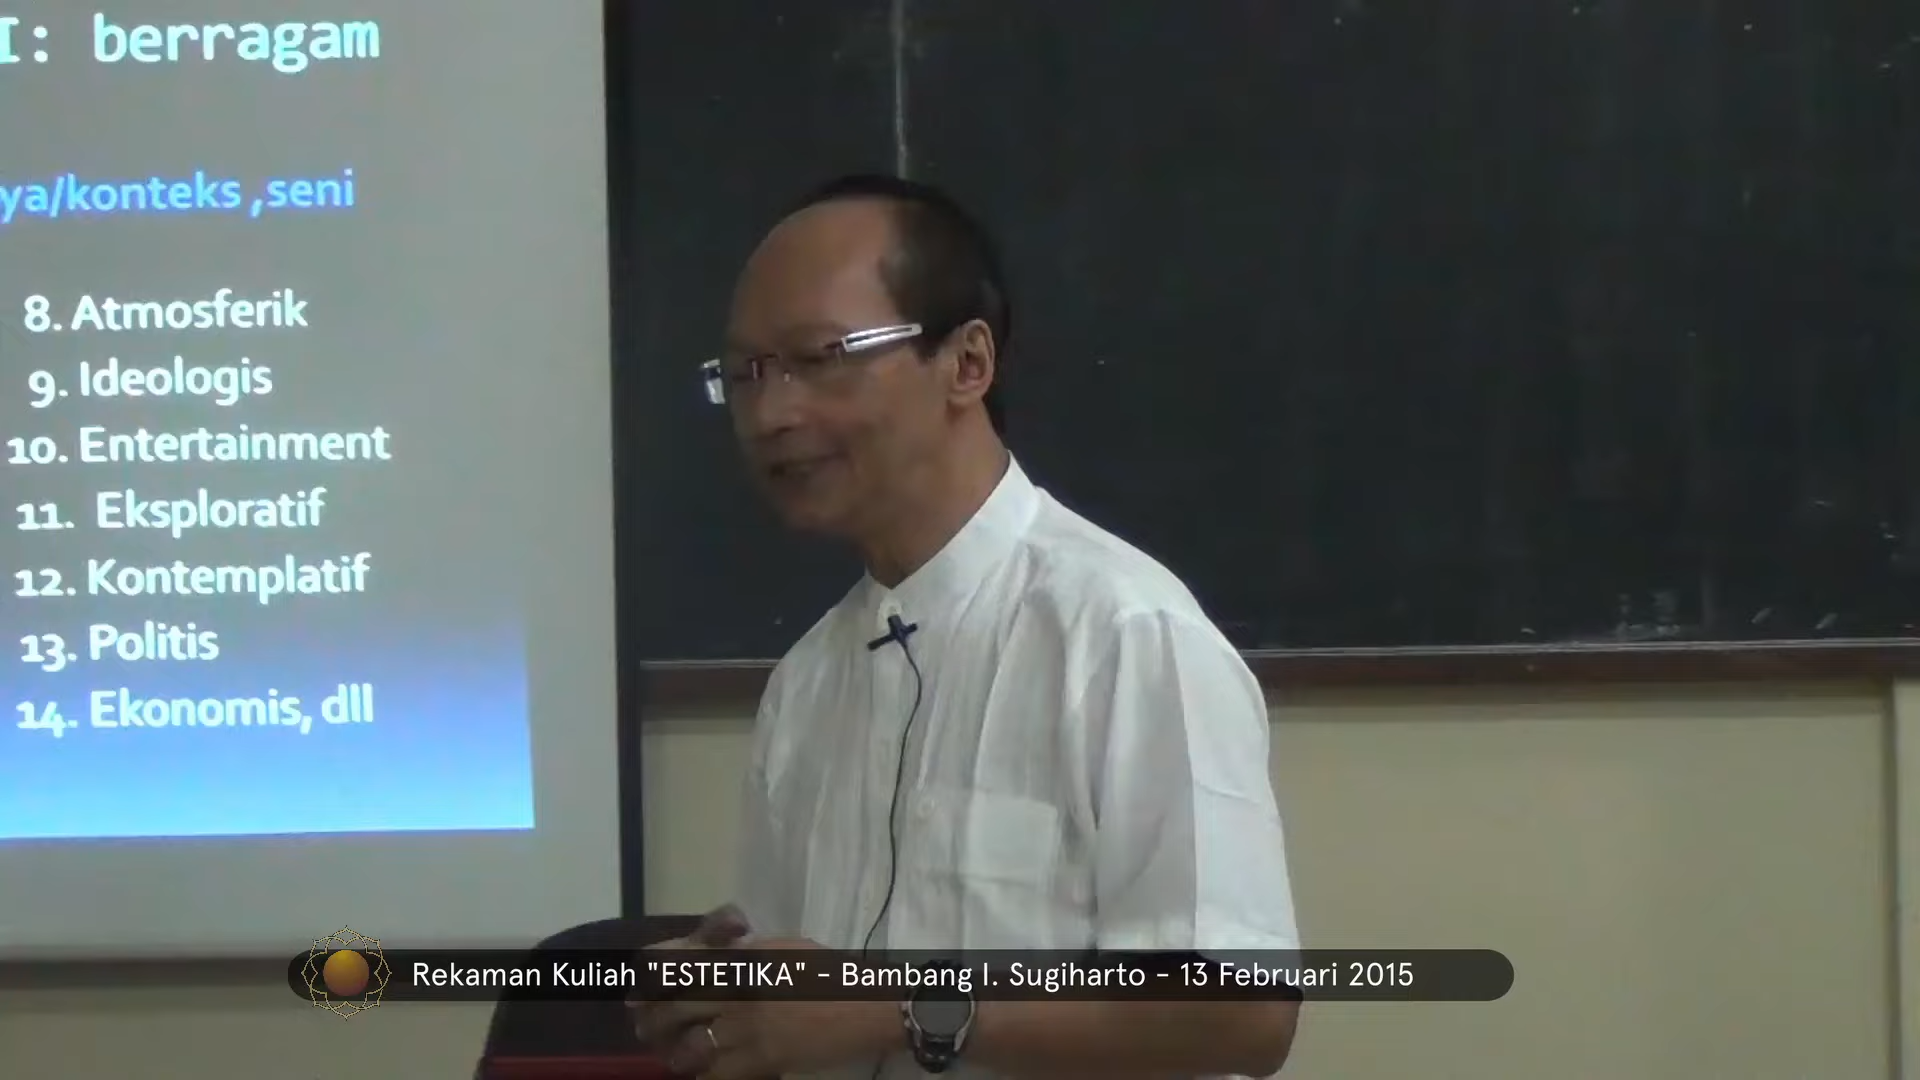 I: berragam
ya/konteks ,seni
8. Atmosferik
9. Ideologis
10. Entertainment
11. Eksploratif
12. Kontemplatif
13. Politis
14. Ekonomis, dll
Rekaman Kuliah "ESTETIKA" - Bambang I. Sugiharto - 13 Februari 2015